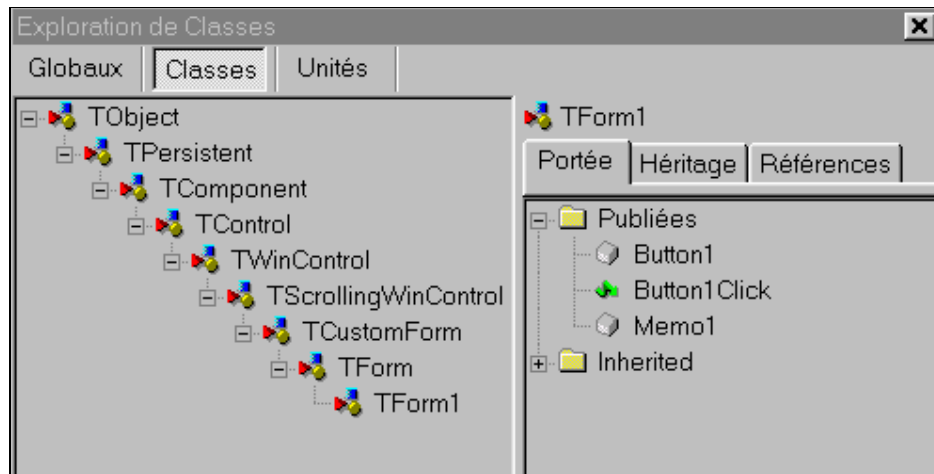 Exploration de Classes
Globaux Classes Unités
TObject
TPersistent
TComponent
TControl
TWinControl
TScrollingWinControl
TCustomForm
TForm
TForm1
TForm1
Portée Héritage Références
Publiées
Button1
Button1Click
Memo1
Inherited